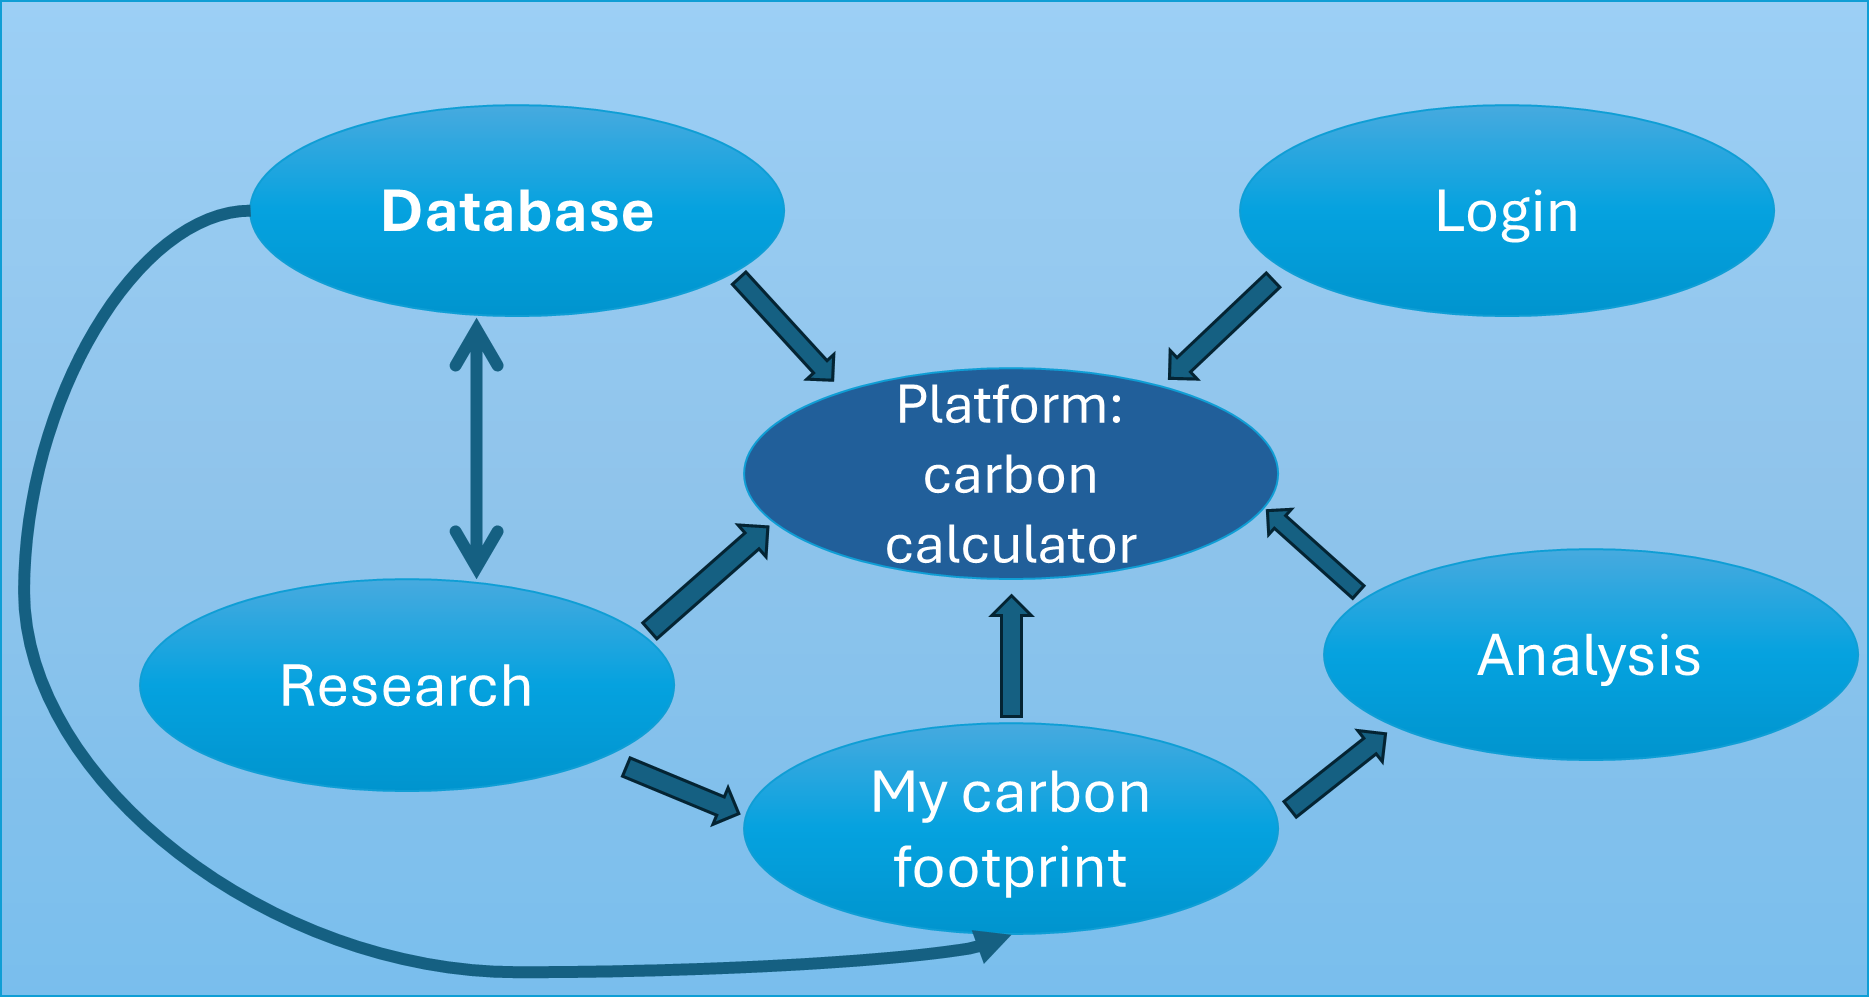 Database
Login
Platform:
carbon
calculator
Research
Analysis
My carbon
footprint